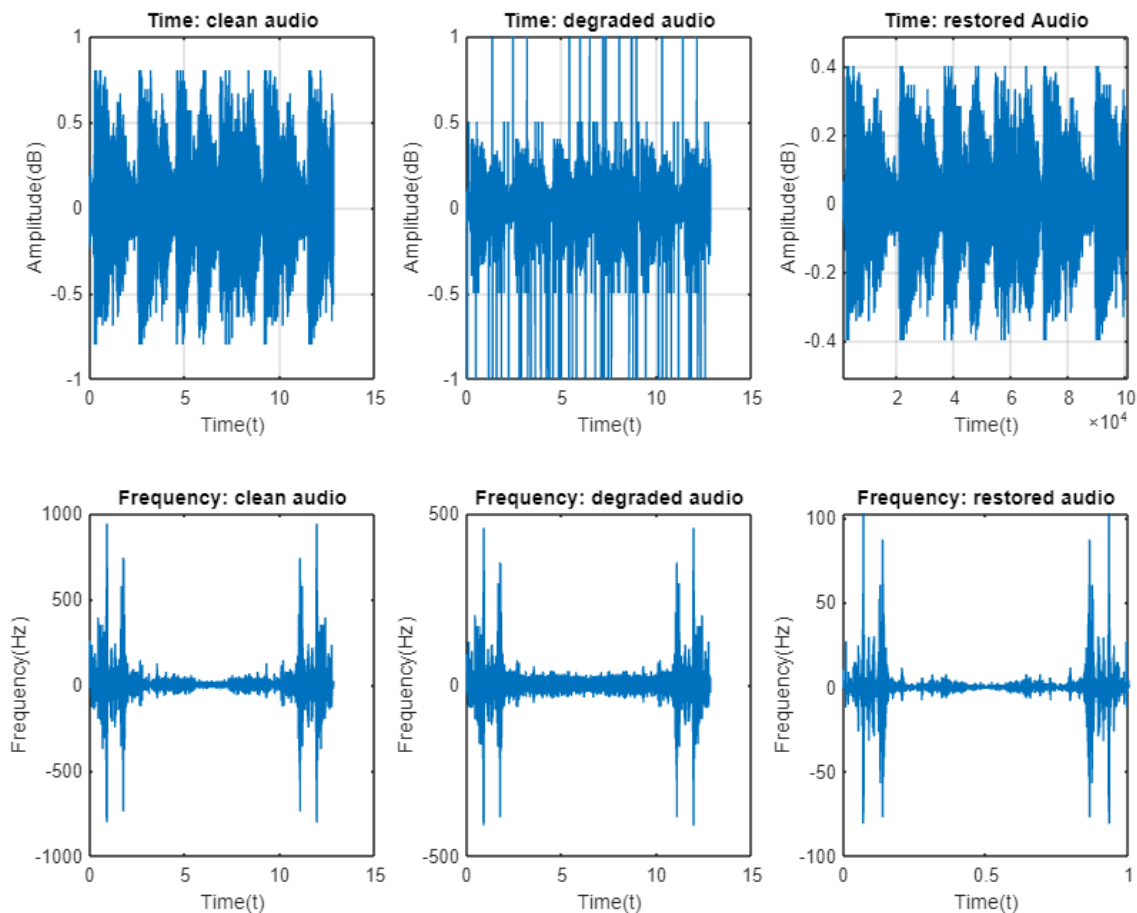 Time: clean audio
1
0.5
0
-0.5
-1
Amplitude(dB)
0 5 10 15
Time(t)
Time: degraded audio
1
0.5
0
-0.5
-1
Amplitude(dB)
0 5 10 15
Time(t)
Time: restored Audio
0.4
0.2
0
-0.2
-0.4
Amplitude(dB)
2 4 6 8 10
×10⁴
Time(t)
Frequency: clean audio
1000
500
0
-500
-1000
Frequency(Hz)
0 5 10 15
Time(t)
Frequency: degraded audio
500
0
-500
Frequency(Hz)
0 5 10 15
Time(t)
Frequency: restored audio
100
50
0
-50
-100
Frequency(Hz)
0 0.5 1
Time(t)